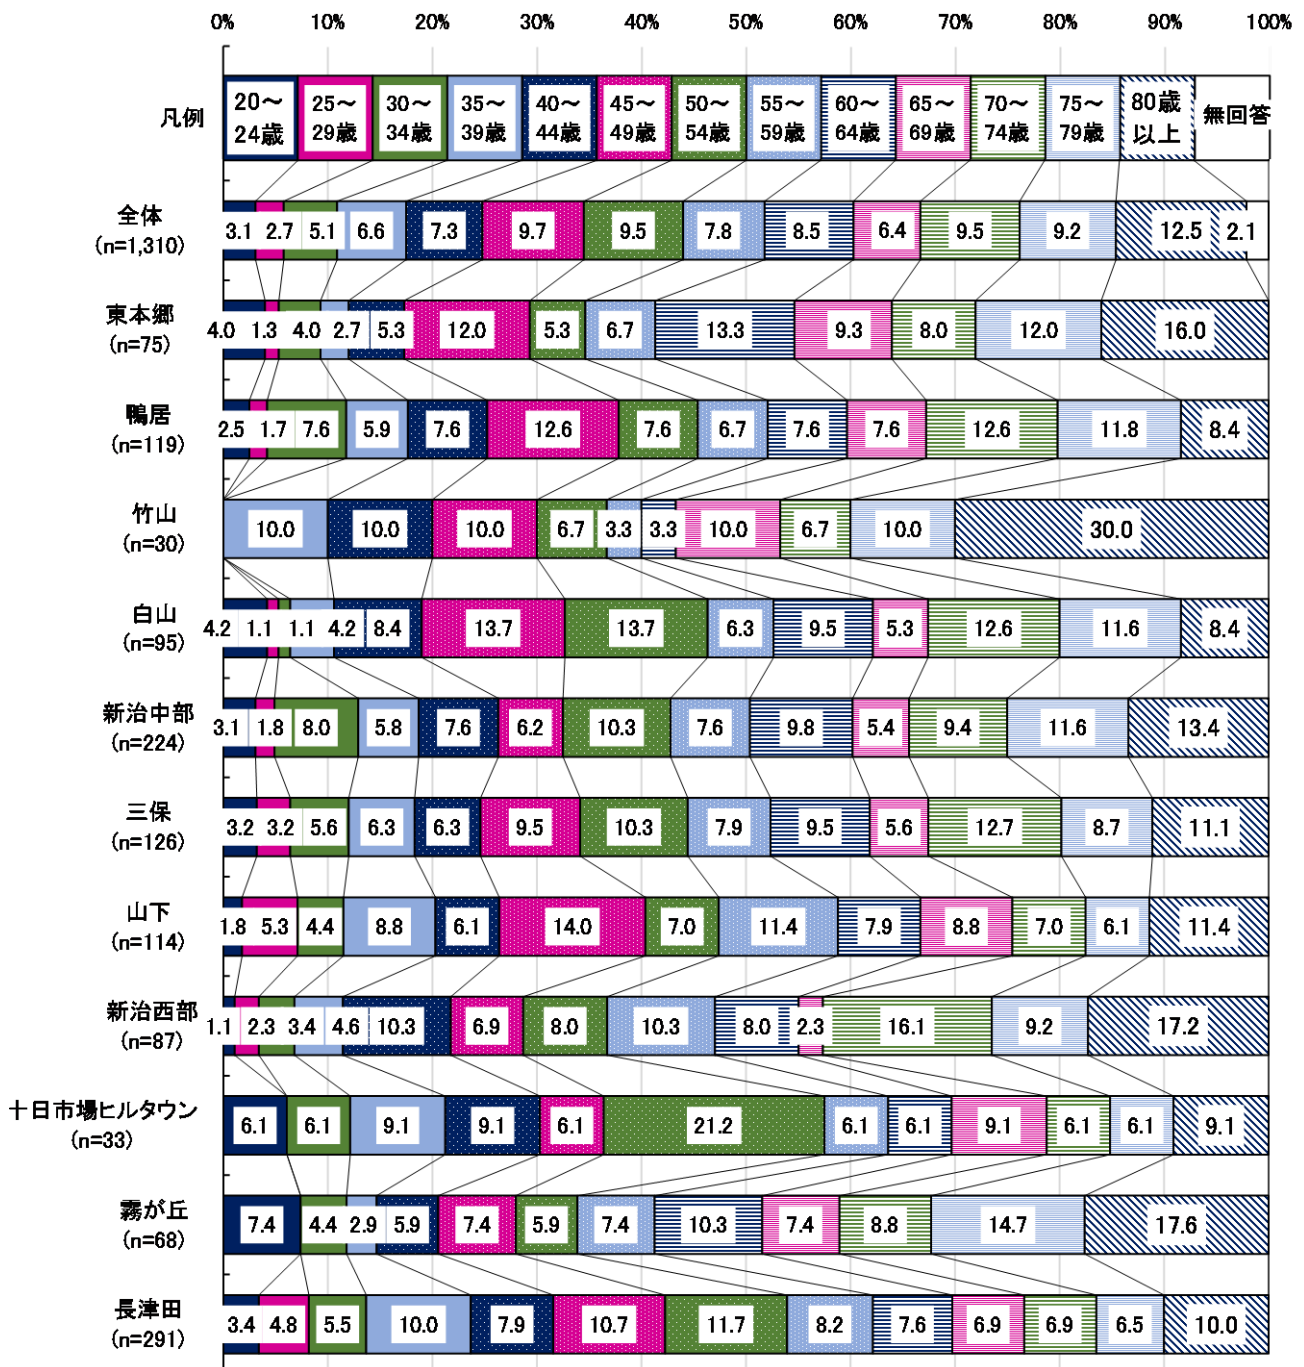 0% 10% 20% 30% 40% 50% 60% 70% 80% 90% 100%
凡例
20～
24歳
25～
29歳
30～
34歳
35～
39歳
40～
44歳
45～
49歳
50～
54歳
55～
59歳
60～
64歳
65～
69歳
70～
74歳
75～
79歳
80歳
以上
無回答
全体
(n=1,310)
3.1 2.7 5.1 6.6 7.3 9.7 9.5 7.8 8.5 6.4 9.5 9.2 12.5 2.1
東本郷
(n=75)
4.0 1.3 4.0 2.7 5.3 12.0 5.3 6.7 13.3 9.3 8.0 12.0 16.0
鴨居
(n=119)
2.5 1.7 7.6 5.9 7.6 12.6 7.6 6.7 7.6 7.6 12.6 11.8 8.4
竹山
(n=30)
10.0 10.0 10.0 6.7 3.3 3.3 10.0 6.7 10.0 30.0
白山
(n=95)
4.2 1.1 1.1 4.2 8.4 13.7 13.7 6.3 9.5 5.3 12.6 11.6 8.4
新治中部
(n=224)
3.1 1.8 8.0 5.8 7.6 6.2 10.3 7.6 9.8 5.4 9.4 11.6 13.4
三保
(n=126)
3.2 3.2 5.6 6.3 6.3 9.5 10.3 7.9 9.5 5.6 12.7 8.7 11.1
山下
(n=114)
1.8 5.3 4.4 8.8 6.1 14.0 7.0 11.4 7.9 8.8 7.0 6.1 11.4
新治西部
(n=87)
1.1 2.3 3.4 4.6 10.3 6.9 8.0 10.3 8.0 2.3 16.1 9.2 17.2
十日市場ヒルタウン
(n=33)
6.1 6.1 9.1 9.1 6.1 21.2 6.1 6.1 9.1 6.1 6.1 9.1
霧が丘
(n=68)
7.4 4.4 2.9 5.9 7.4 5.9 7.4 10.3 7.4 8.8 14.7 17.6
長津田
(n=291)
3.4 4.8 5.5 10.0 7.9 10.7 11.7 8.2 7.6 6.9 6.9 6.5 10.0